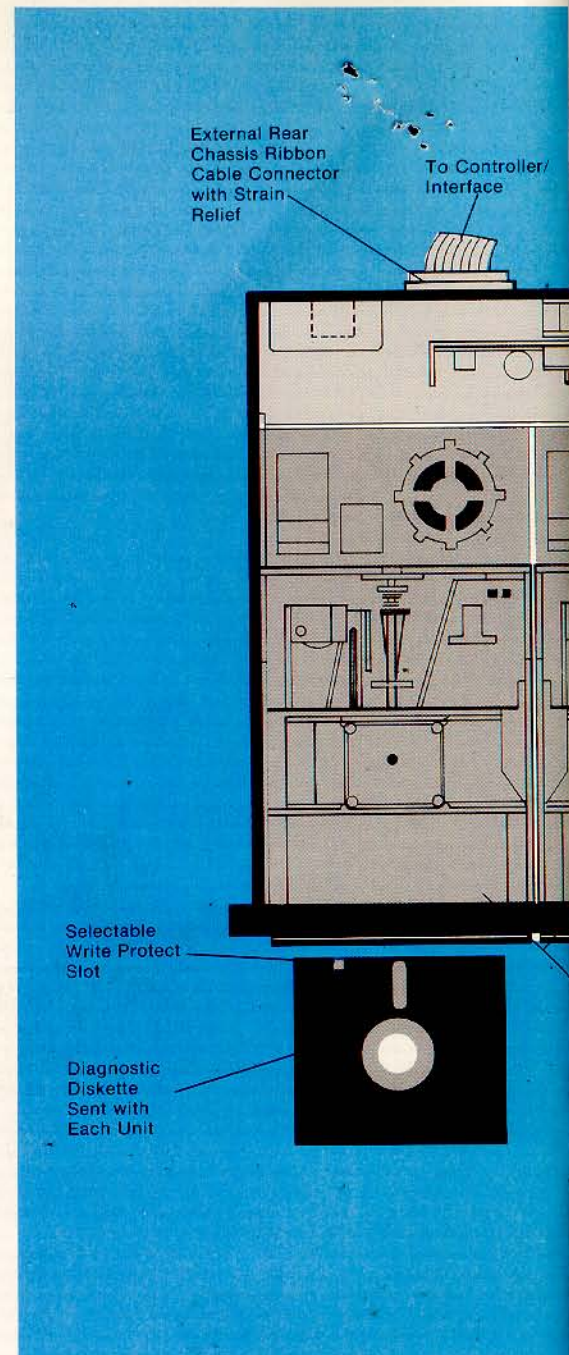 External Rear
Chassis Ribbon
Cable Connector
with Strain
Relief
To Controller/
Interface
Selectable
Write Protect
Slot
Diagnostic
Diskette
Sent with
Each Unit